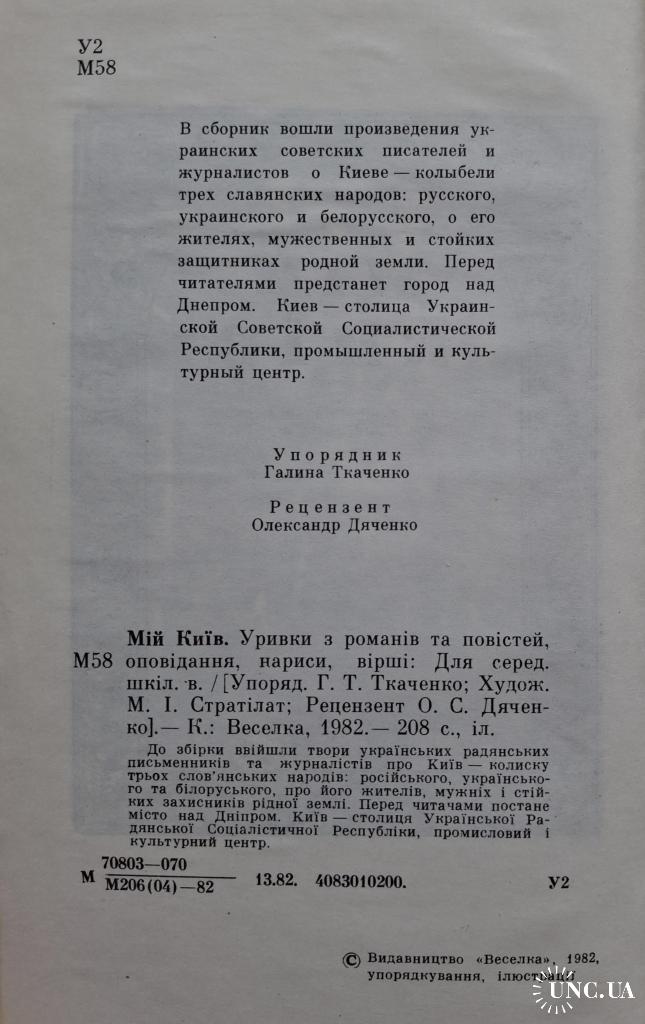 У2
М58
В сборник вошли произведения ук-
раинских советских писателей и
журналистов о Киеве — колыбели
трех славянских народов: русского,
украинского и белорусского, о его
жителях, мужественных и стойких
защитниках родной земли. Перед
читателями предстанет город над
Днепром. Киев — столица Украин-
ской Советской Социалистической
Республики, промышленный и куль-
турный центр.
Упорядник
Галина Ткаченко
Рецензент
Олександр Дяченко
Мій Київ. Уривки з романів та повістей,
М58 оповідання, нариси, вірші: Для серед.
шкіл. в. / [Упоряд. Г. Т. Ткаченко; Худож.
М. І. Стратілат; Рецензент О. С. Дячен-
ко].— К.: Веселка, 1982.— 208 с., іл.
До збірки ввійшли твори українських радянських
письменників та журналістів про Київ — колиску
трьох слов'янських народів: російського, українсько-
го та білоруського, про його жителів, мужніх і стій-
ких захисників рідної землі. Перед читачами постане
місто над Дніпром. Київ — столиця Української Ра-
дянської Соціалістичної Республіки, промисловий і
культурний центр.
70803—070
М М206(04)—82 13.82. 4083010200. У2
© Видавництво «Веселка», 1982,
упорядкування, ілюстрації
UNC.UA